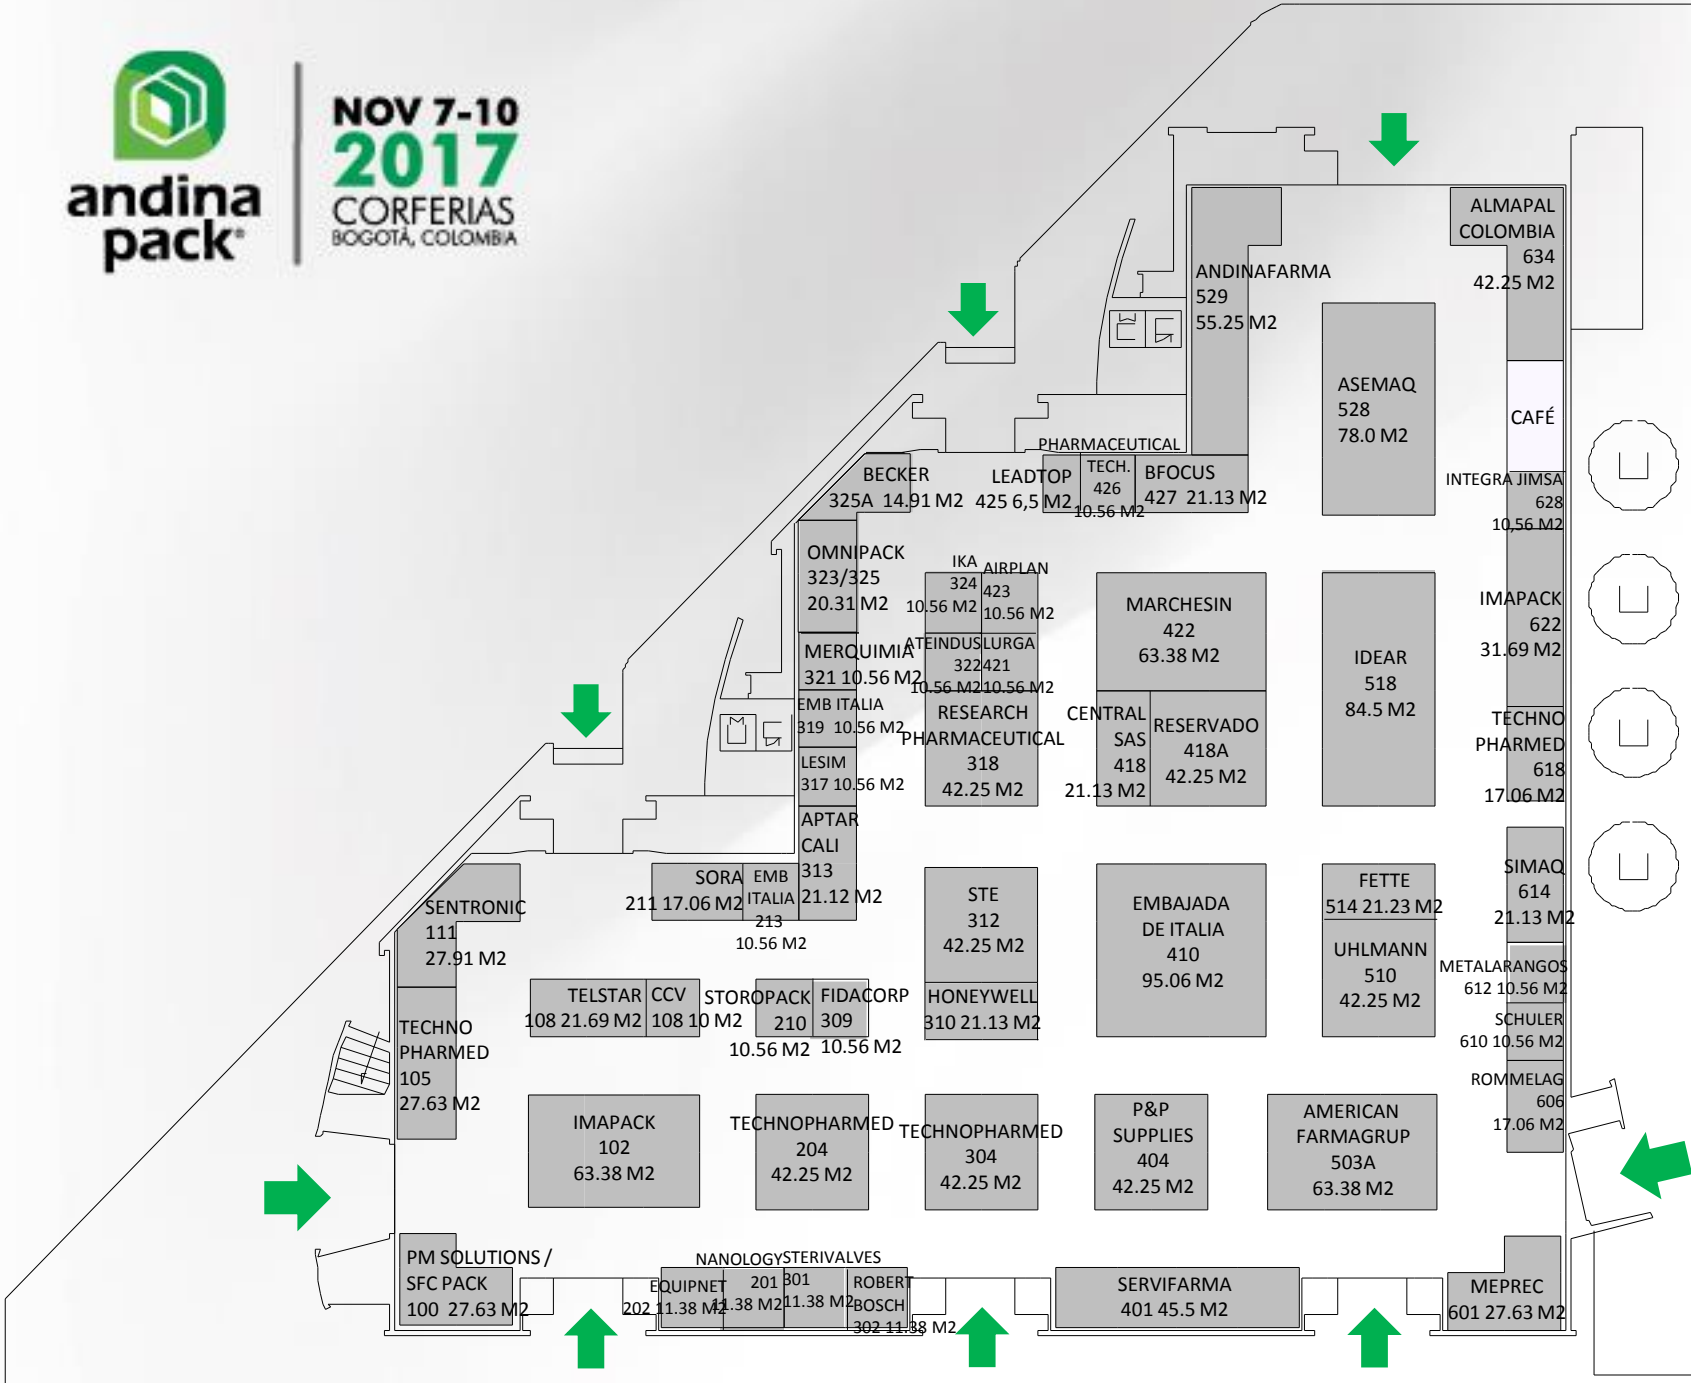 andina
pack®
NOV 7-10
2017
CORFERIAS
BOGOTÁ, COLOMBIA
ALMAPAL
COLOMBIA
634
42.25 M2
ANDINAFARMA
529
55.25 M2
ASEMAQ
528
78.0 M2
CAFÉ
PHARMACEUTICAL
TECH.
426
10.56 M2
BECKER
325A 14.91 M2
LEADTOP
425 6,5 M2
BFOCUS
427 21.13 M2
INTEGRA JIMSA
628
10,56 M2
OMNIPACK
323/325
20.31 M2
IKA
324
10.56 M2
AIRPLAN
423
10.56 M2
MARCHESIN
422
63.38 M2
IMAPACK
622
31.69 M2
MERQUIMIA
321 10.56 M2
ATEINDUS
322
10.56 M2
LURGA
421
10.56 M2
IDEAR
518
84.5 M2
EMB ITALIA
319 10.56 M2
RESEARCH
PHARMACEUTICAL
318
42.25 M2
CENTRAL
SAS
418
21.13 M2
RESERVADO
418A
42.25 M2
TECHNO
PHARMED
618
17.06 M2
LESIM
317 10.56 M2
APTAR
CALI
313
21.12 M2
SORA
211 17.06 M2
EMB
ITALIA
213
10.56 M2
STE
312
42.25 M2
EMBAJADA
DE ITALIA
410
95.06 M2
FETTE
514 21.23 M2
SIMAQ
614
21.13 M2
SENTRONIC
111
27.91 M2
UHLMANN
510
42.25 M2
METALARANGOS
612 10.56 M2
TELSTAR
108 21.69 M2
CCV
108 10 M2
STOROPACK
210
10.56 M2
FIDACORP
309
10.56 M2
HONEYWELL
310 21.13 M2
SCHULER
610 10.56 M2
TECHNO
PHARMED
105
27.63 M2
ROMMELAG
606
17.06 M2
IMAPACK
102
63.38 M2
TECHNOPHARMED
204
42.25 M2
TECHNOPHARMED
304
42.25 M2
P&P
SUPPLIES
404
42.25 M2
AMERICAN
FARMAGRUP
503A
63.38 M2
PM SOLUTIONS /
SFC PACK
100 27.63 M2
EQUIPNET
202 11.38 M2
NANOLOGY
201
11.38 M2
STERIVALVES
301
11.38 M2
ROBERT
BOSCH
302 11.38 M2
SERVIFARMA
401 45.5 M2
MEPREC
601 27.63 M2